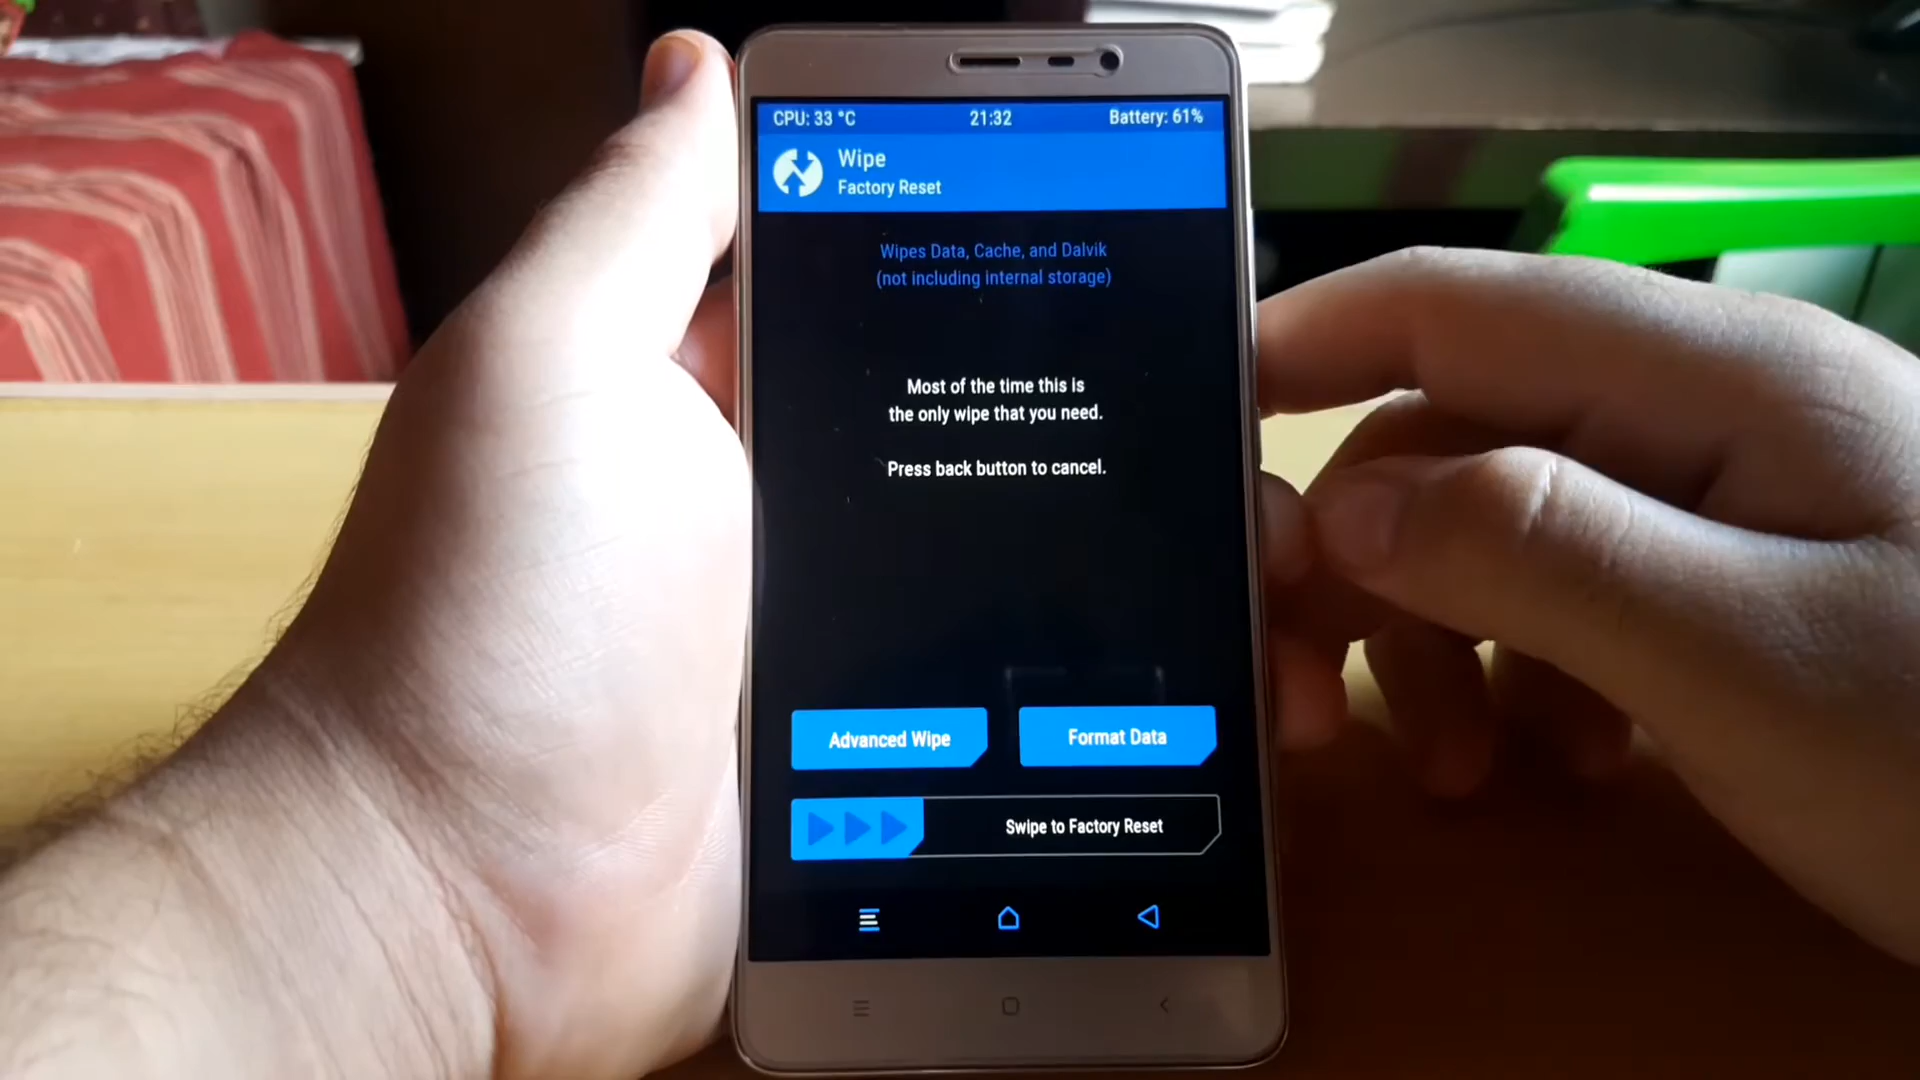 CPU: 33 °C
21:32
Battery: 61%
Wipe
Factory Reset
Wipes Data, Cache, and Dalvik
(not including internal storage)
Most of the time this is
the only wipe that you need.
Press back button to cancel.
Advanced Wipe
Format Data
Swipe to Factory Reset